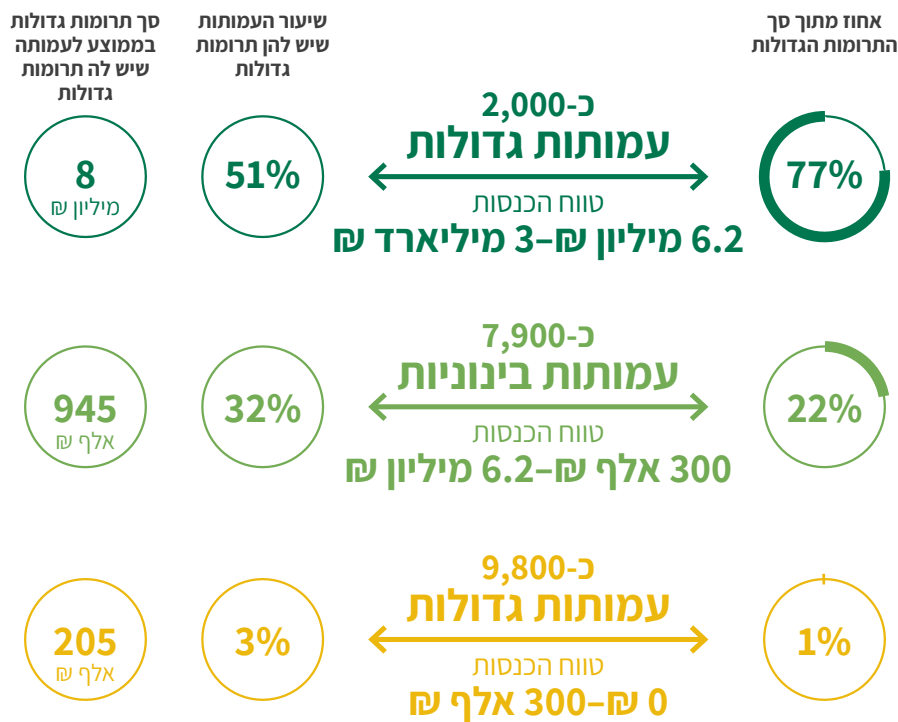 אחוז מתוך סך
התרומות הגדולות
שיעור העמותות
שיש להן תרומות
גדולות
סך תרומות גדולות
בממוצע לעמותה
שיש לה תרומות
גדולות
77%
כ-2,000
עמותות גדולות
טווח הכנסות
6.2 מיליון ₪–3 מיליארד ₪
51%
8
מיליון ₪
22%
כ-7,900
עמותות בינוניות
טווח הכנסות
300 אלף ₪–6.2 מיליון ₪
32%
945
אלף ₪
1%
כ-9,800
עמותות גדולות
טווח הכנסות
0 ₪–300 אלף ₪
3%
205
אלף ₪